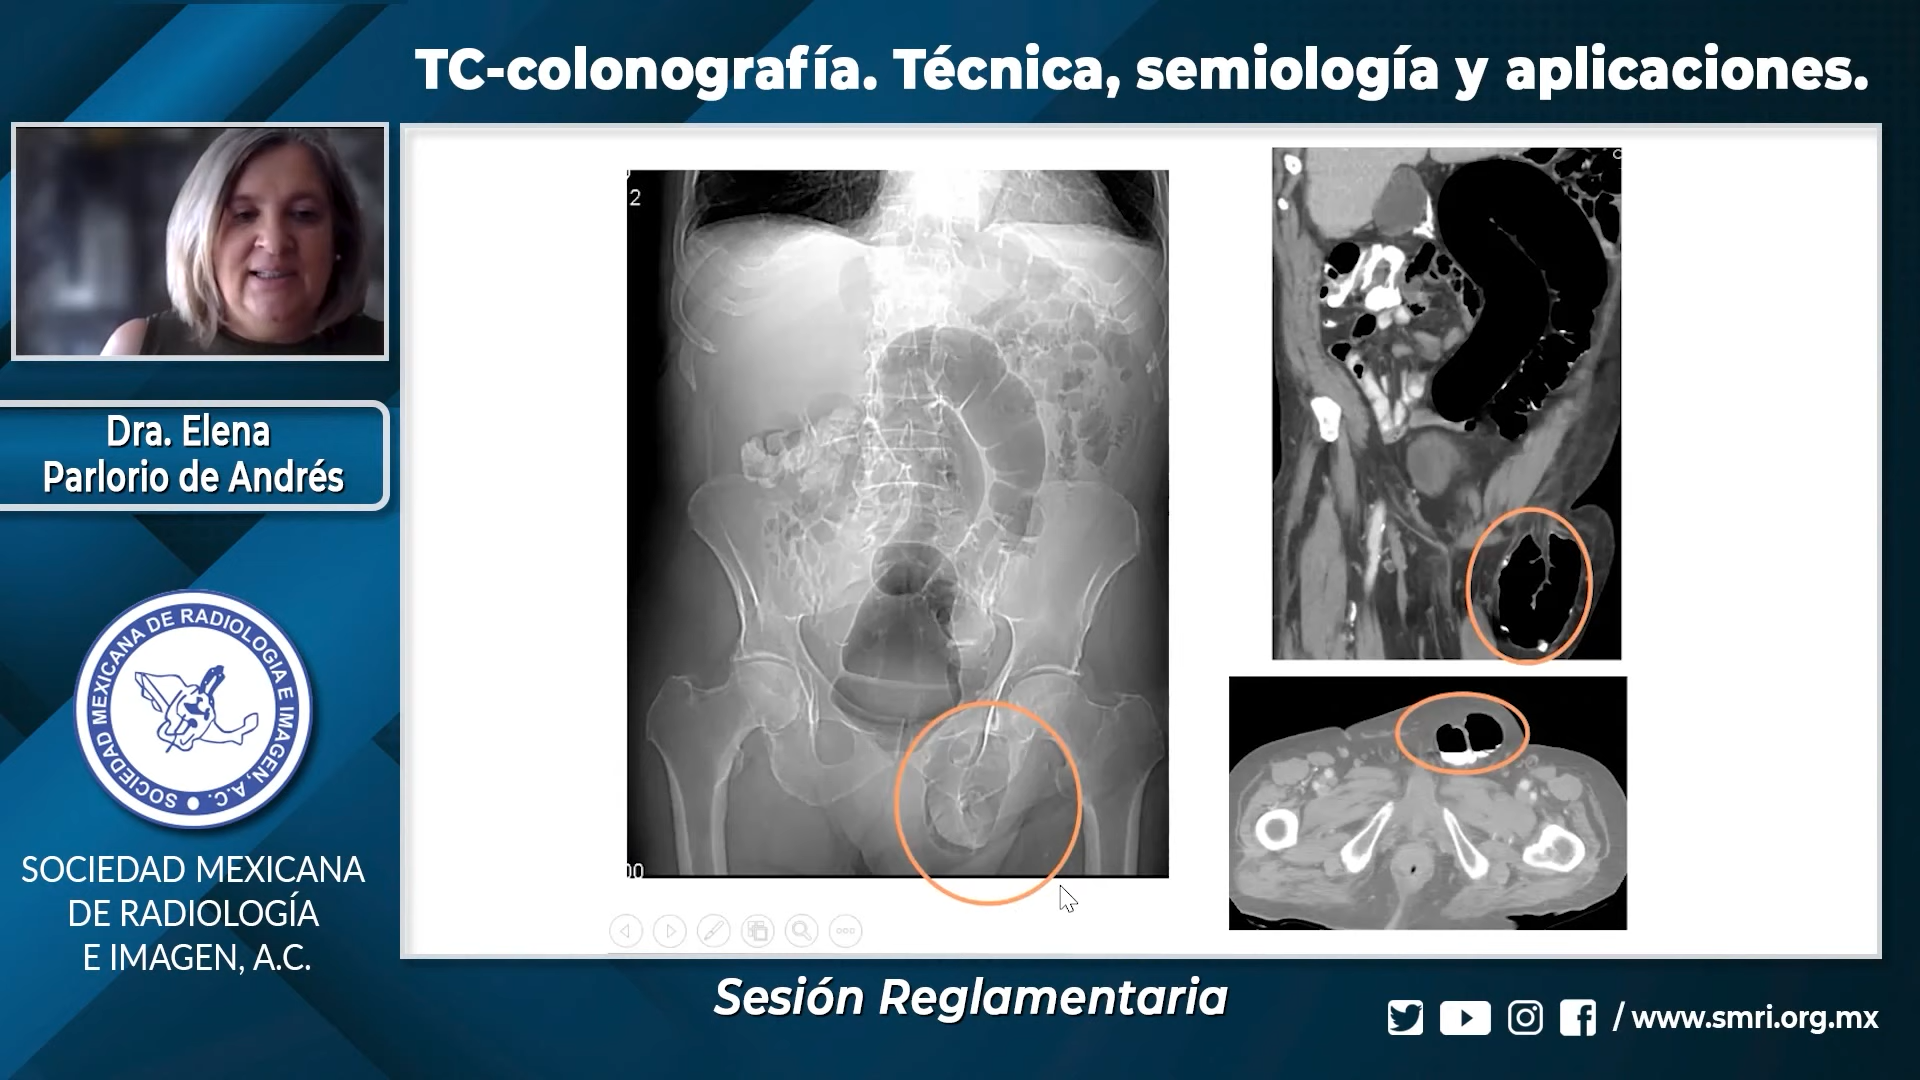 TC-colonografía. Técnica, semiología y aplicaciones.
2
Dra. Elena
Parlorio de Andrés
SOCIEDAD MEXICANA DE RADIOLOGIA E IMAGEN, A.C.
SOCIEDAD MEXICANA
DE RADIOLOGÍA
E IMAGEN, A.C.
Sesión Reglamentaria
/ www.smri.org.mx